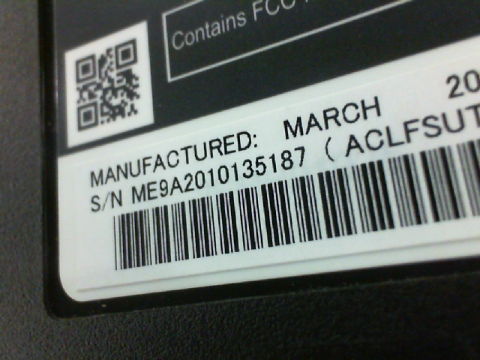 Contains FCC
MANUFACTURED: MARCH 20
S/N ME9A2010135187 ( ACLFSUT